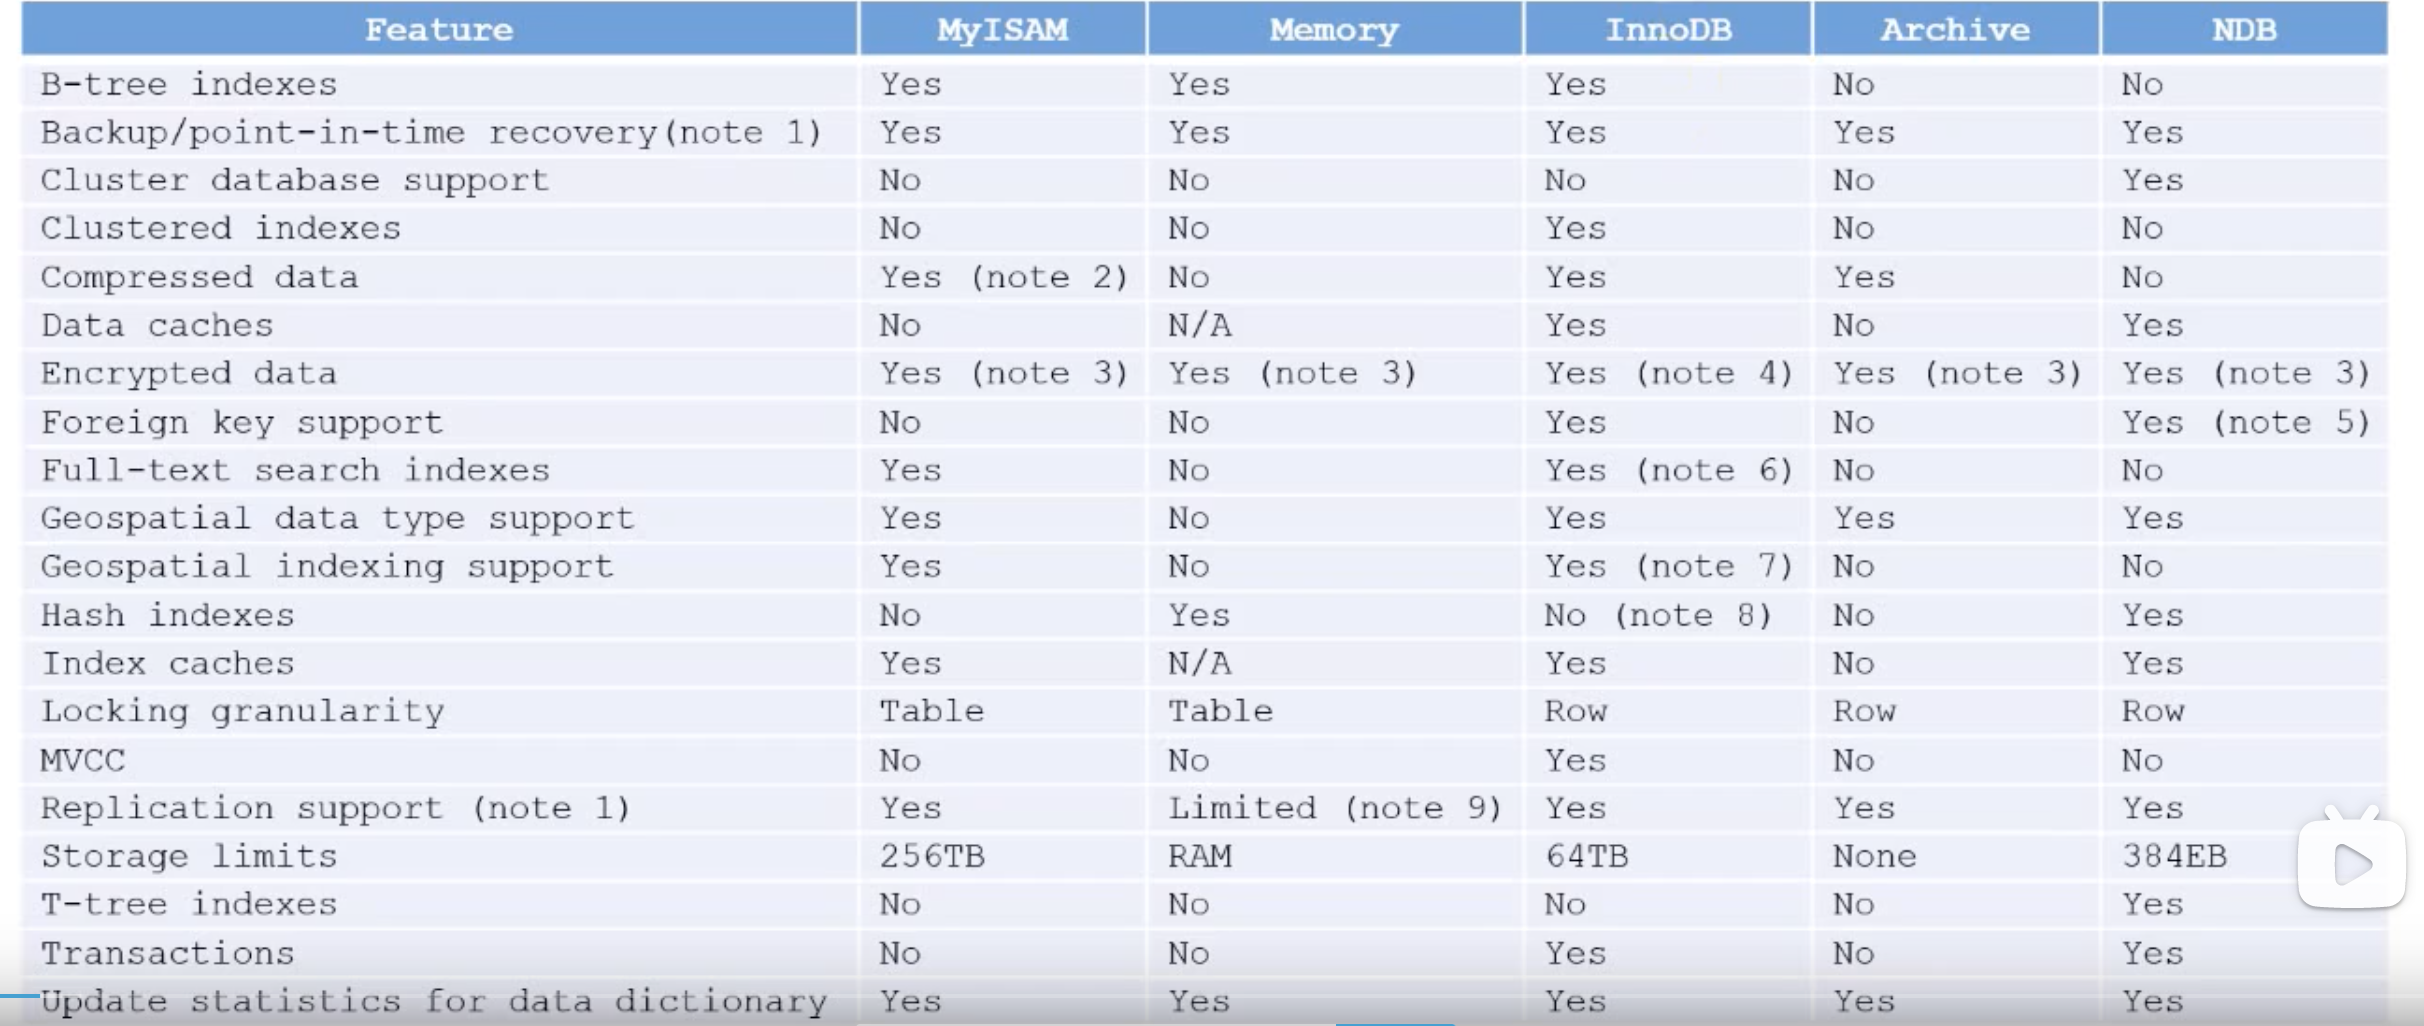 Feature MyISAM Memory InnoDB Archive NDB
B-tree indexes Yes Yes Yes No No
Backup/point-in-time recovery(note 1) Yes Yes Yes Yes Yes
Cluster database support No No No No Yes
Clustered indexes No No Yes No No
Compressed data Yes (note 2) No Yes Yes No
Data caches No N/A Yes No Yes
Encrypted data Yes (note 3) Yes (note 3) Yes (note 4) Yes (note 3) Yes (note 3)
Foreign key support No No Yes No Yes (note 5)
Full-text search indexes Yes No Yes (note 6) No No
Geospatial data type support Yes No Yes Yes Yes
Geospatial indexing support Yes No Yes (note 7) No No
Hash indexes No Yes No (note 8) No Yes
Index caches Yes N/A Yes No Yes
Locking granularity Table Table Row Row Row
MVCC No No Yes No No
Replication support (note 1) Yes Limited (note 9) Yes Yes Yes
Storage limits 256TB RAM 64TB None 384EB
T-tree indexes No No No No Yes
Transactions No No Yes No Yes
Update statistics for data dictionary Yes Yes Yes Yes Yes